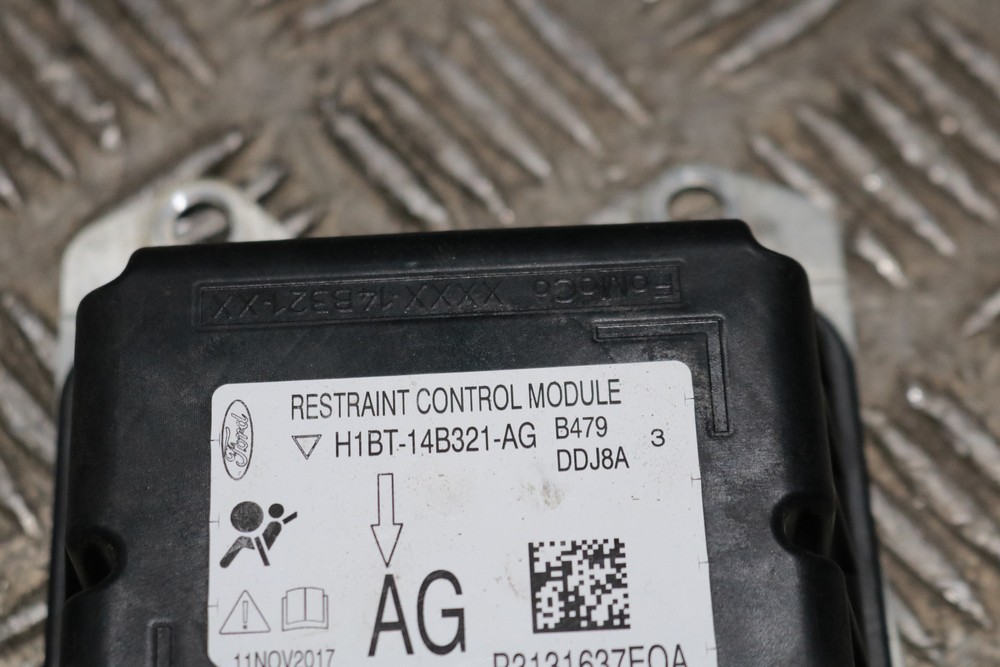 FoMoCo XXXX 14B321-XX
RESTRAINT CONTROL MODULE
Ford
H1BT-14B321-AG B479 3
DDJ8A
AG
11NOV2017